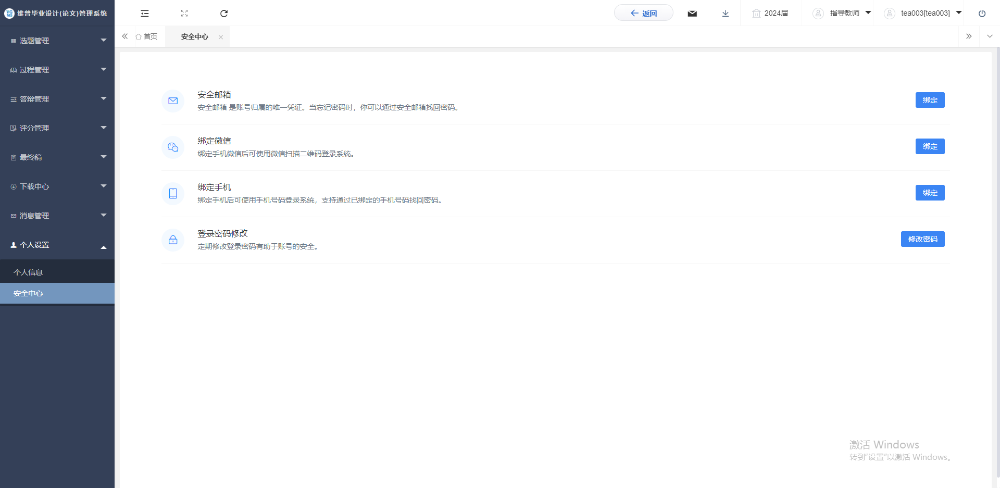 VG
MS
维普毕业设计(论文)管理系统
返回
2024届
指导教师
tea003[tea003]
首页
安全中心
选题管理
过程管理
答辩管理
评分管理
最终稿
下载中心
消息管理
个人设置
个人信息
安全中心
安全邮箱
安全邮箱 是账号归属的唯一凭证。当忘记密码时，你可以通过安全邮箱找回密码。
绑定
绑定微信
绑定手机微信后可使用微信扫描二维码登录系统。
绑定
绑定手机
绑定手机后可使用手机号码登录系统，支持通过已绑定的手机号码找回密码。
绑定
登录密码修改
定期修改登录密码有助于账号的安全。
修改密码
激活 Windows
转到“设置”以激活 Windows。